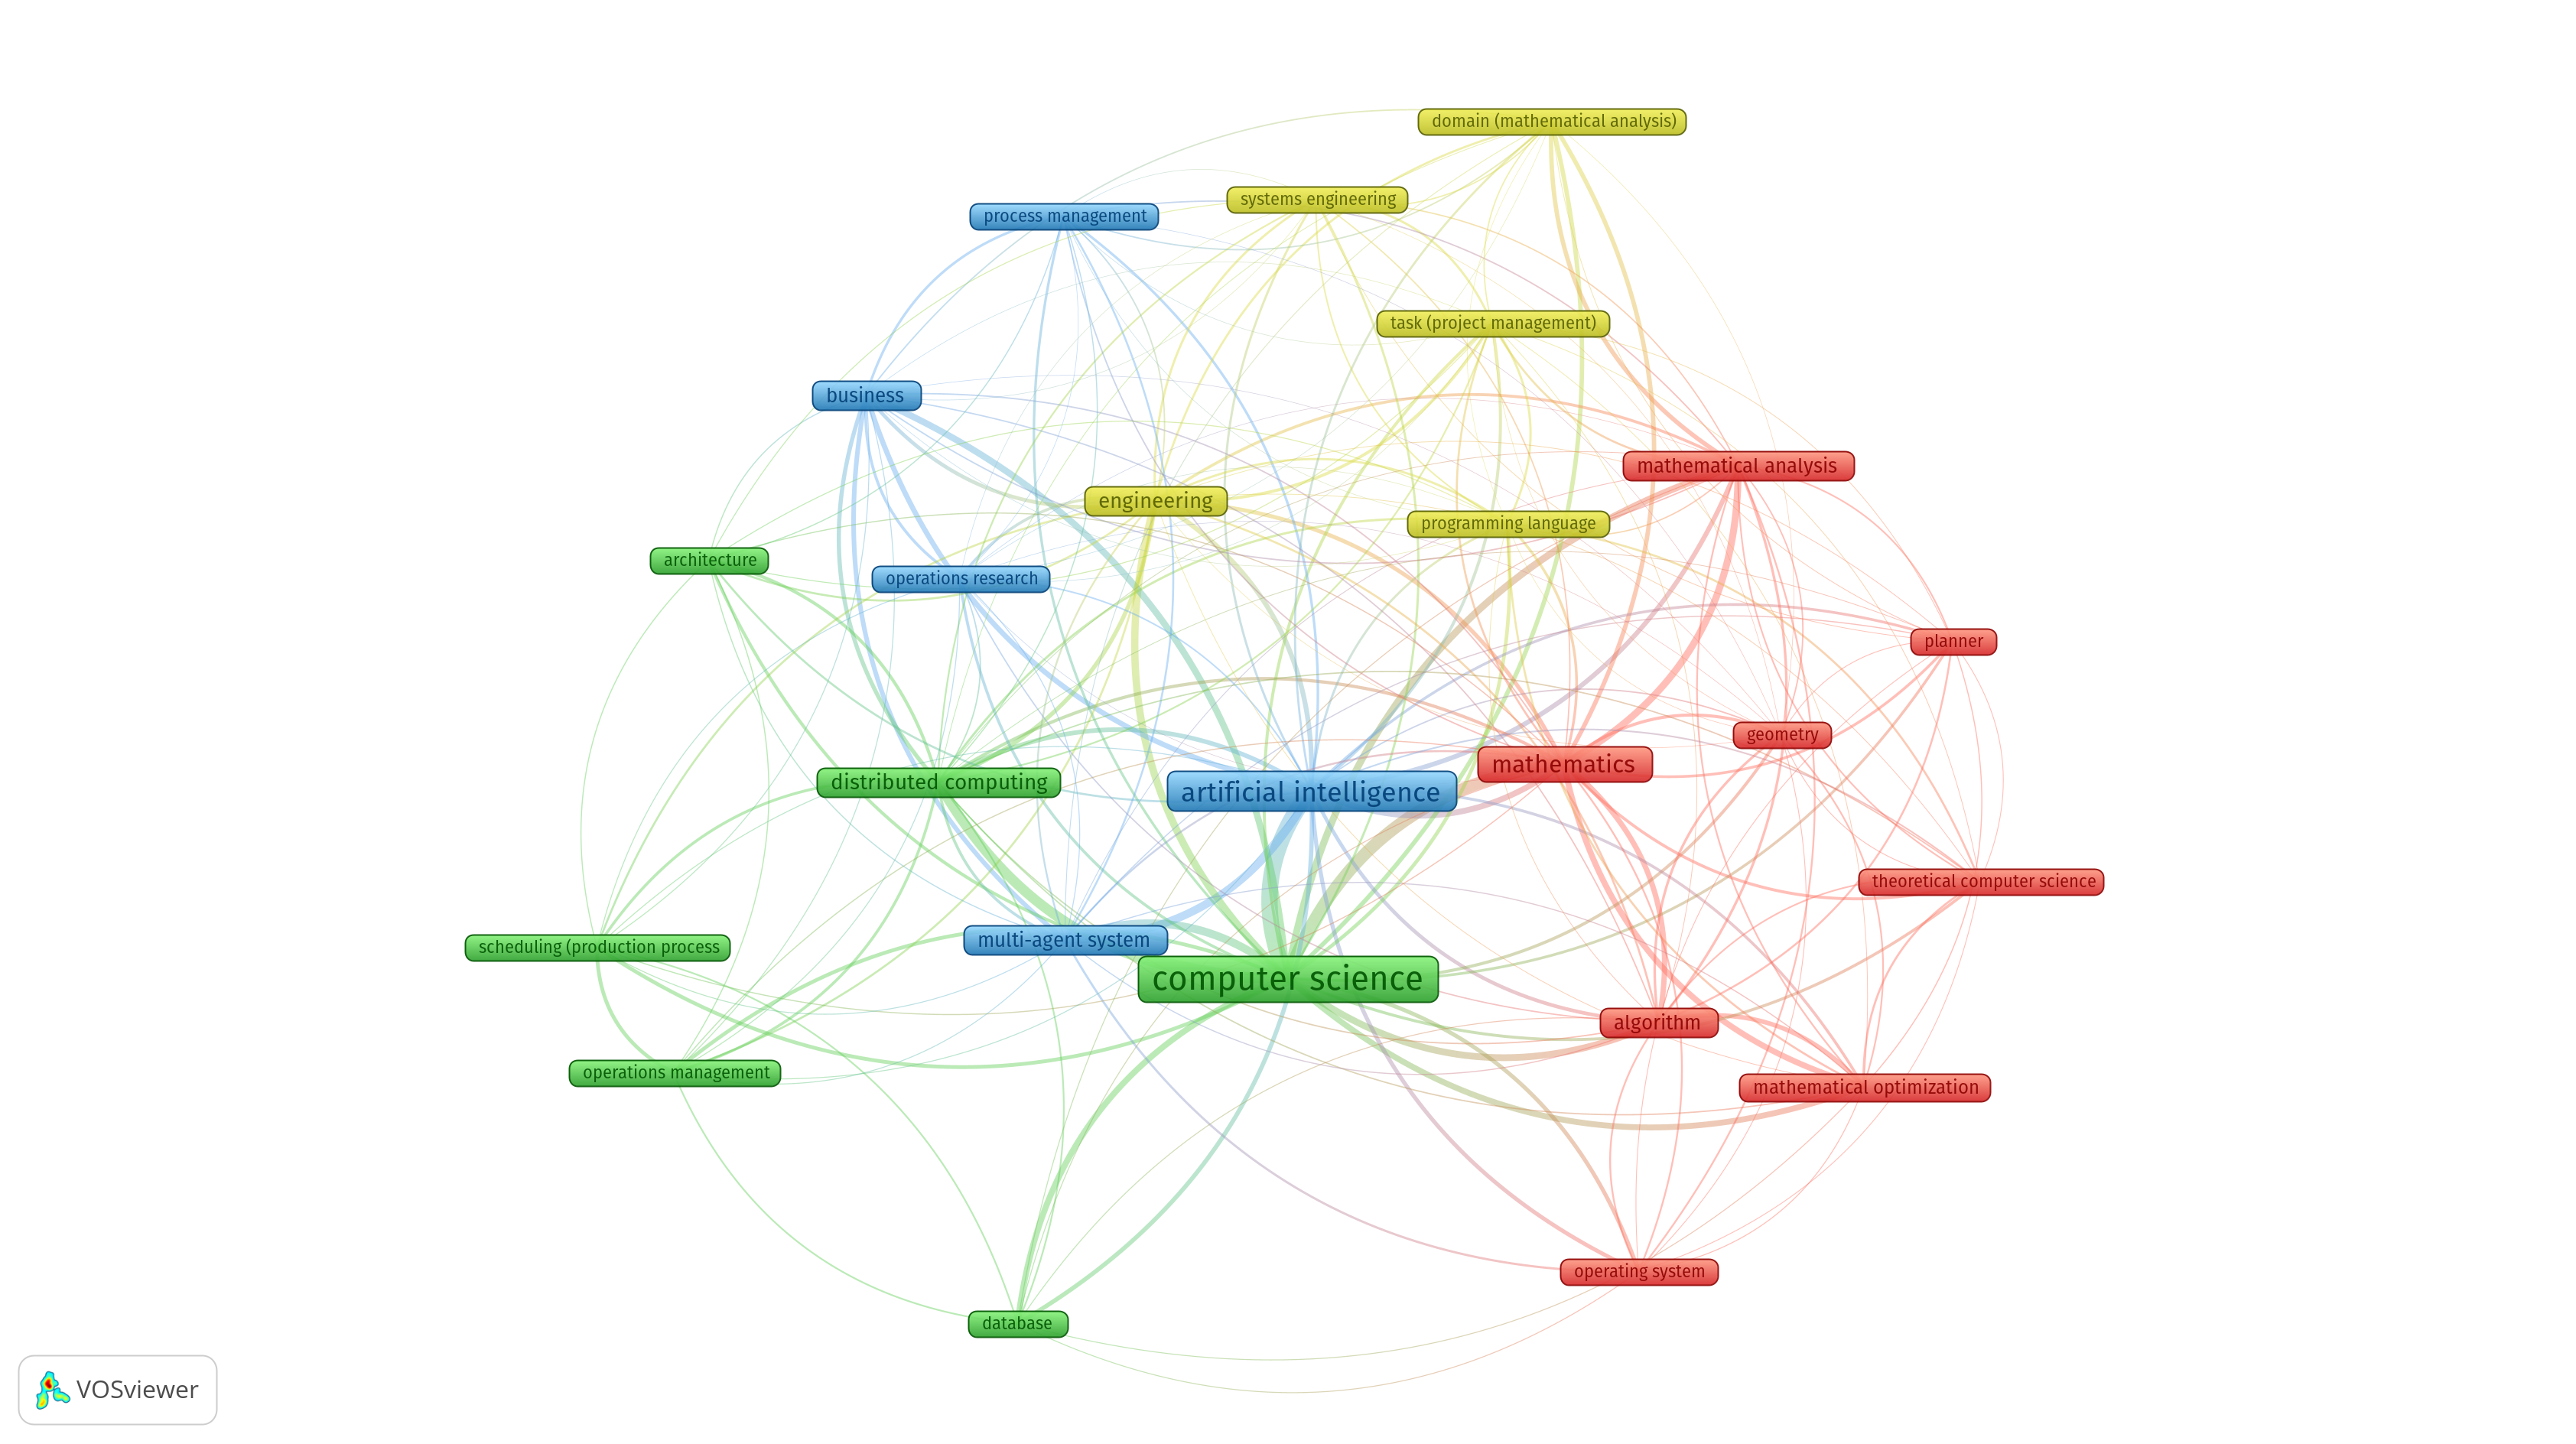 domain (mathematical analysis)
systems engineering
process management
task (project management)
business
mathematical analysis
engineering
programming language
architecture
operations research
planner
geometry
mathematics
distributed computing
artificial intelligence
theoretical computer science
multi-agent system
scheduling (production process
computer science
algorithm
operations management
mathematical optimization
operating system
database
VOSviewer